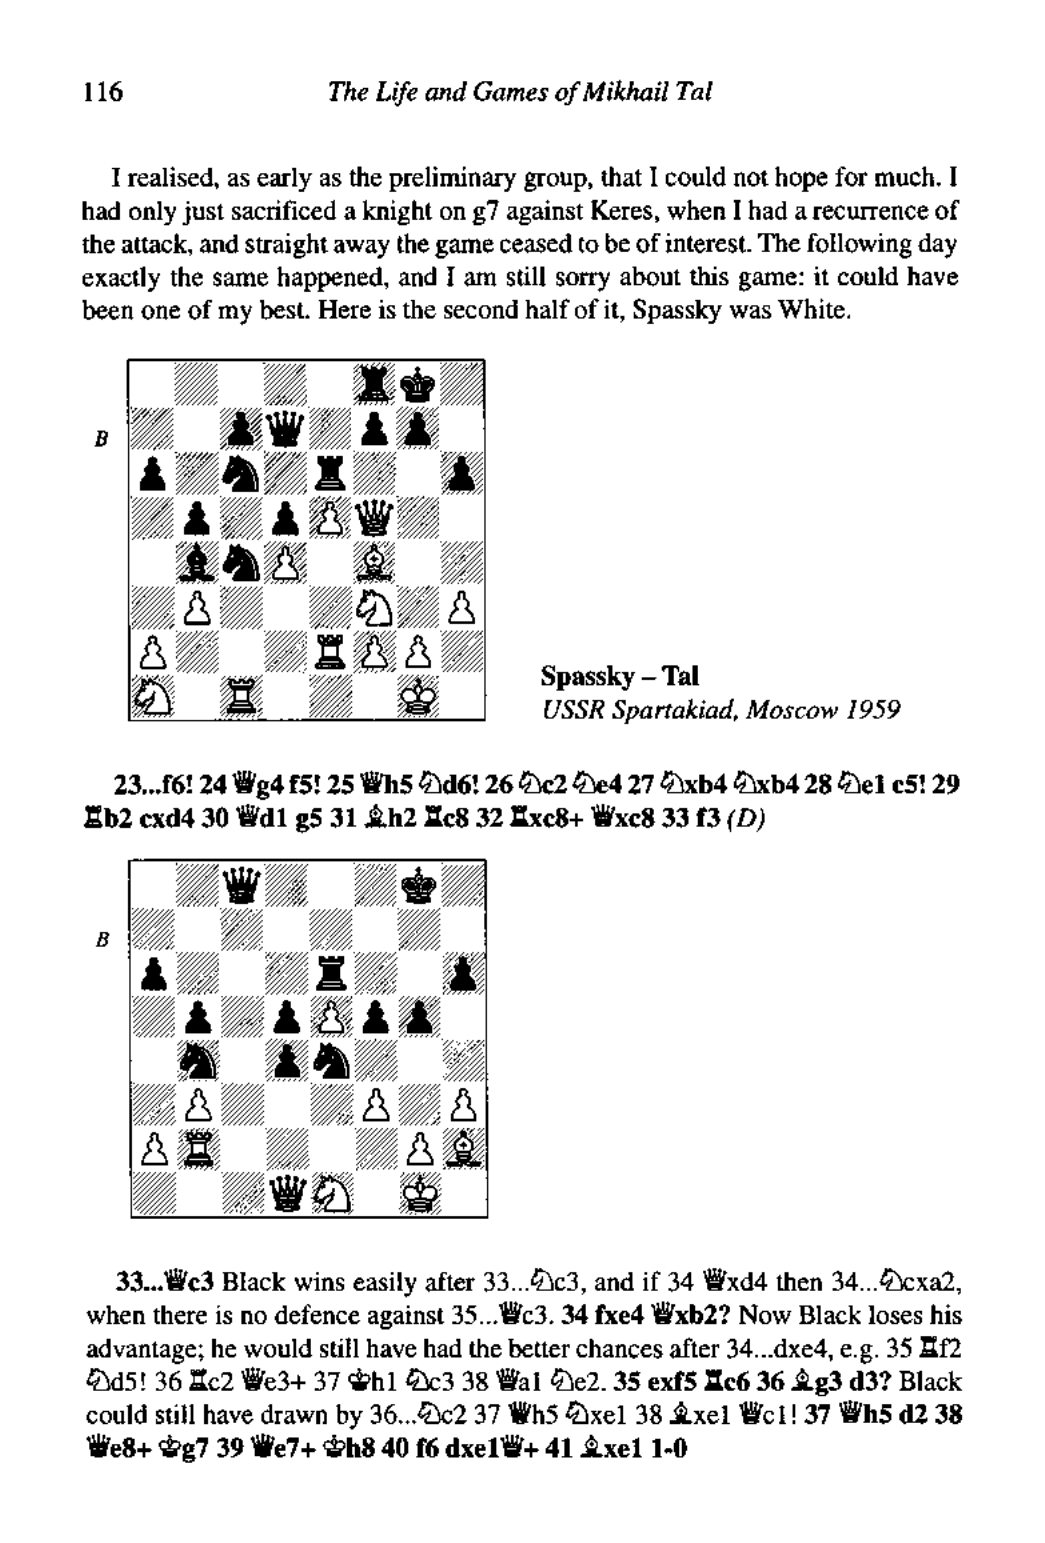 116 The Life and Games of Mikhail Tal
I realised, as early as the preliminary group, that I could not hope for much. I
had only just sacrificed a knight on g7 against Keres, when I had a recurrence of
the attack, and straight away the game ceased to be of interest. The following day
exactly the same happened, and I am still sorry about this game: it could have
been one of my best. Here is the second half of it, Spassky was White.
B
Spassky – Tal
USSR Spartakiad, Moscow 1959
23...f6! 24 ♕g4 f5! 25 ♕h5 ♘d6! 26 ♘c2 ♘e4 27 ♘xb4 ♘xb4 28 ♘e1 c5! 29
♖b2 cxd4 30 ♕d1 g5 31 ♗h2 ♖c8 32 ♖xc8+ ♕xc8 33 f3 (D)
B
33...♕c3 Black wins easily after 33...♘c3, and if 34 ♕xd4 then 34...♘cxa2,
when there is no defence against 35...♕c3. 34 fxe4 ♕xb2? Now Black loses his
advantage; he would still have had the better chances after 34...dxe4, e.g. 35 ♖f2
♘d5! 36 ♖c2 ♕e3+ 37 ♔h1 ♘c3 38 ♕a1 ♘e2. 35 exf5 ♖c6 36 ♗g3 d3? Black
could still have drawn by 36...♘c2 37 ♕h5 ♘xe1 38 ♗xe1 ♕c1! 37 ♕h5 d2 38
♕e8+ ♔g7 39 ♕e7+ ♔h8 40 f6 dxe1♕+ 41 ♗xe1 1-0